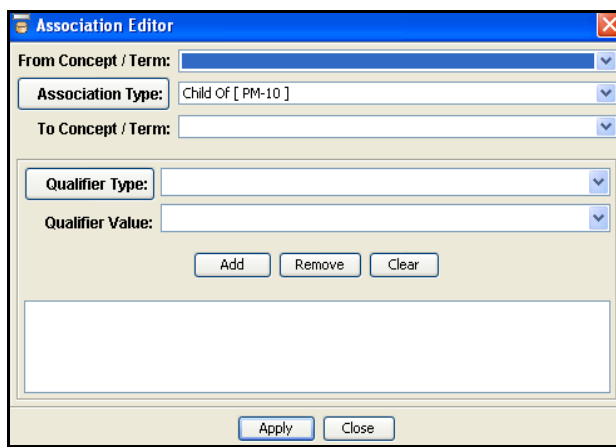 Association Editor
From Concept / Term:
Association Type: Child Of [ PM-10 ]
To Concept / Term:
Qualifier Type:
Qualifier Value:
Add Remove Clear
Apply Close